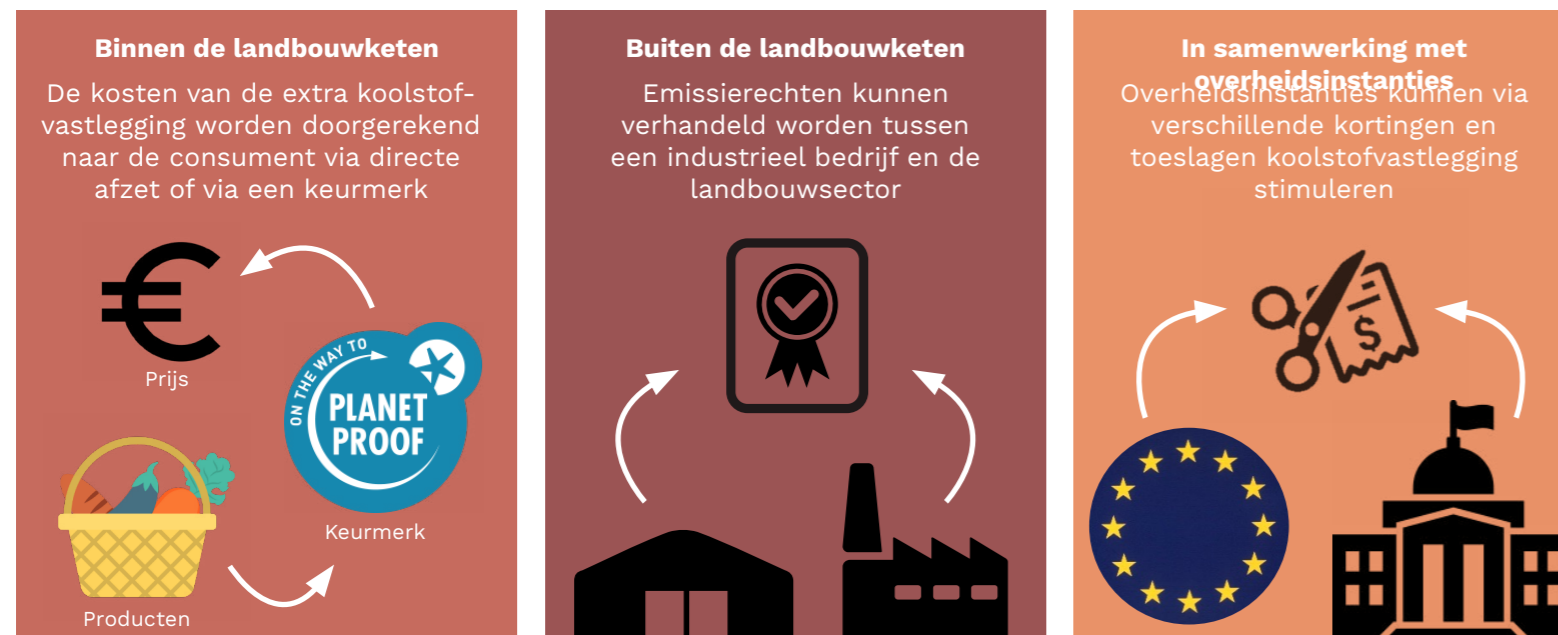 Binnen de landbouwketen
De kosten van de extra koolstof-
vastlegging worden doorgerekend
naar de consument via directe
afzet of via een keurmerk
Prijs
ON THE WAY TO
PLANET
PROOF
Keurmerk
Producten
Buiten de landbouwketen
Emissierechten kunnen
verhandeld worden tussen
een industrieel bedrijf en de
landbouwsector
In samenwerking met
overheidsinstanties
Overheidsinstanties kunnen via
verschillende kortingen en
toeslagen koolstofvastlegging
stimuleren
$